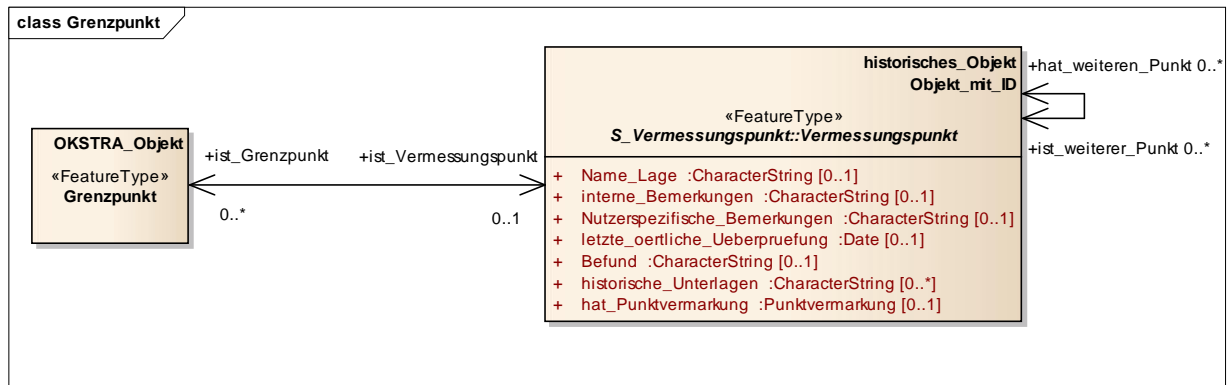 class Grenzpunkt
OKSTRA_Objekt
«FeatureType»
Grenzpunkt
+ist_Grenzpunkt
0..*
+ist_Vermessungspunkt
0..1
historisches_Objekt
Objekt_mit_ID
«FeatureType»
S_Vermessungspunkt::Vermessungspunkt
+ Name_Lage :CharacterString [0..1]
+ interne_Bemerkungen :CharacterString [0..1]
+ Nutzerspezifische_Bemerkungen :CharacterString [0..1]
+ letzte_oertliche_Ueberpruefung :Date [0..1]
+ Befund :CharacterString [0..1]
+ historische_Unterlagen :CharacterString [0..*]
+ hat_Punktvermarkung :Punktvermarkung [0..1]
+hat_weiteren_Punkt 0..*
+ist_weiterer_Punkt 0..*